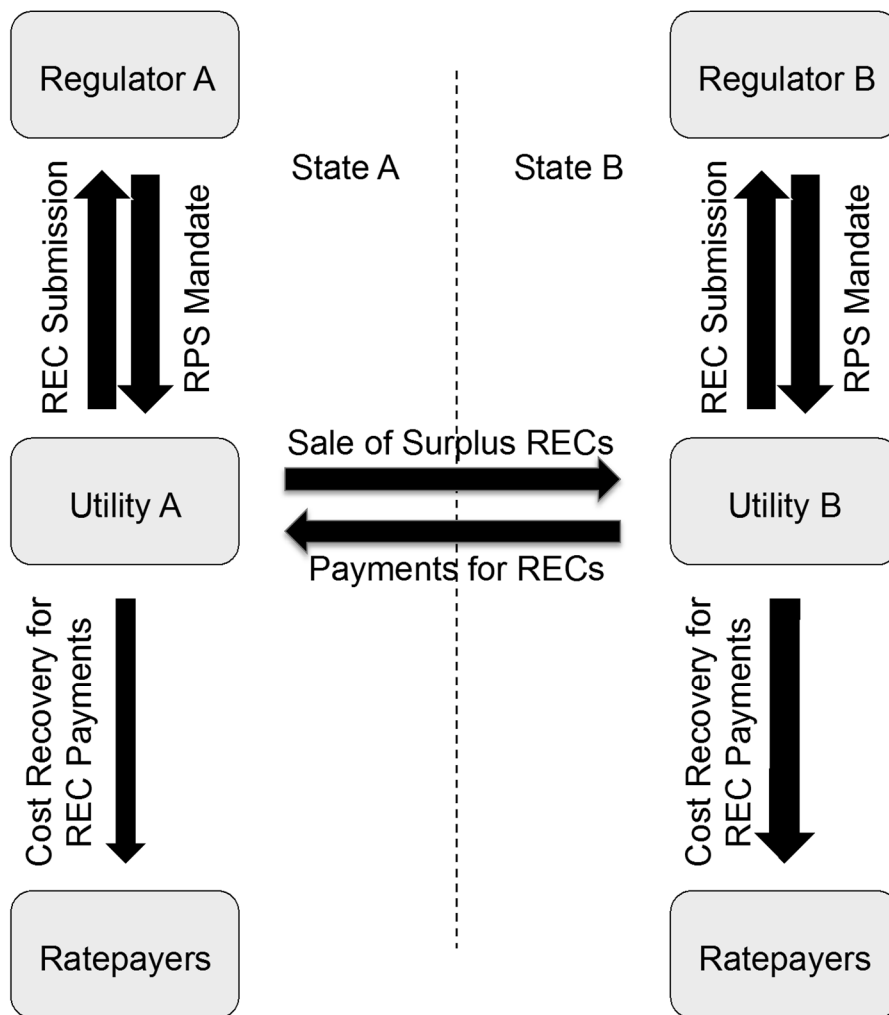 Regulator A
Regulator B
State A
State B
REC Submission
RPS Mandate
REC Submission
RPS Mandate
Sale of Surplus RECs
Utility A
Utility B
Payments for RECs
Cost Recovery for
REC Payments
Cost Recovery for
REC Payments
Ratepayers
Ratepayers